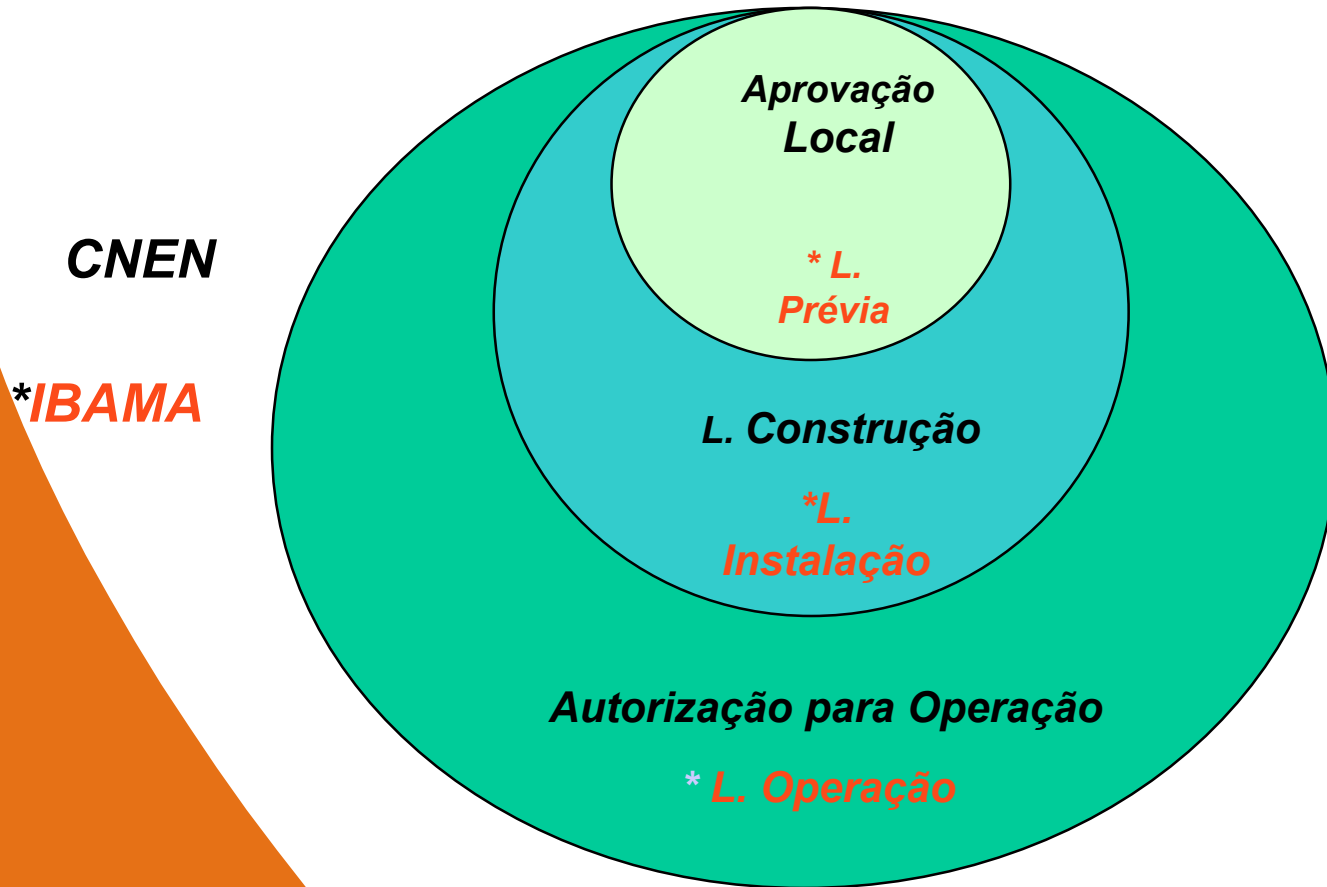 Aprovação
Local
* L.
Prévia
CNEN
*IBAMA
L. Construção
*L.
Instalação
Autorização para Operação
* L. Operação